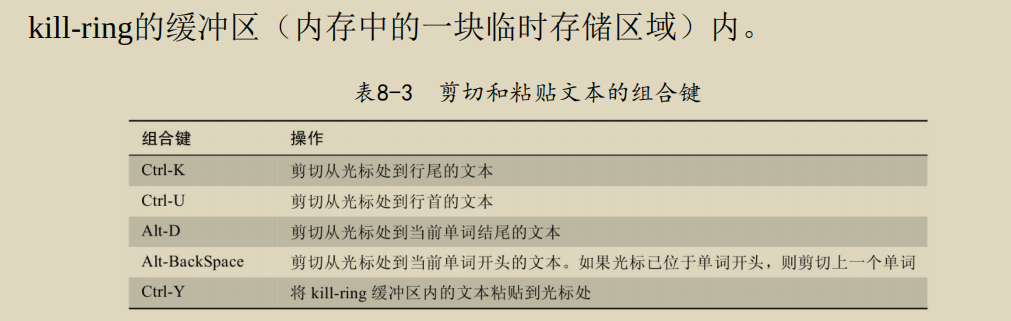 kill-ring的缓冲区（内存中的一块临时存储区域）内。
表8-3 剪切和粘贴文本的组合键
组合键 操作
Ctrl-K 剪切从光标处到行尾的文本
Ctrl-U 剪切从光标处到行首的文本
Alt-D 剪切从光标处到当前单词结尾的文本
Alt-BackSpace 剪切从光标处到当前单词开头的文本。如果光标已位于单词开头，则剪切上一个单词
Ctrl-Y 将 kill-ring 缓冲区内的文本粘贴到光标处